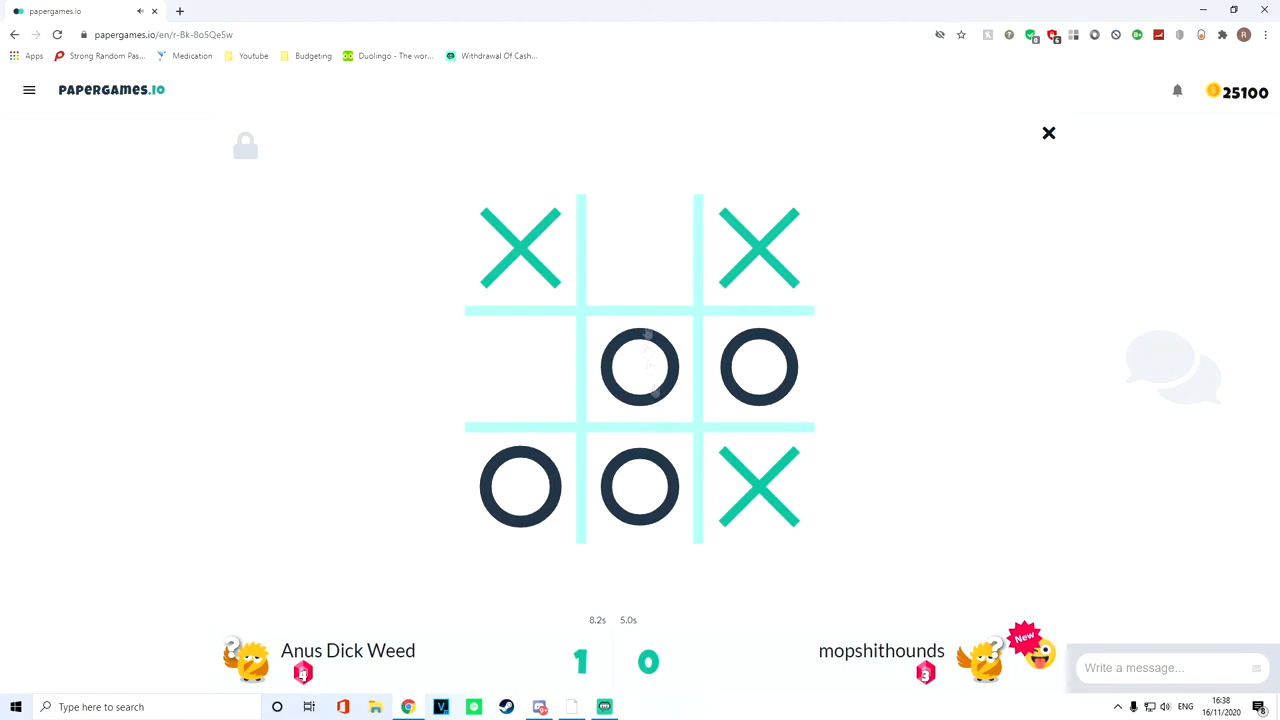 papergames.io
papergames.io/en/r-Bk-8o5Qe5w
Apps Strong Random Pas... Medication Youtube Budgeting Duolingo - The wor... Withdrawal Of Cash...
PAPERGAMES.IO
25100
8.2s 5.0s
Anus Dick Weed 1 0 mopshithounds
New
4 3
Write a message...
Type here to search
ENG
16:38
16/11/2020